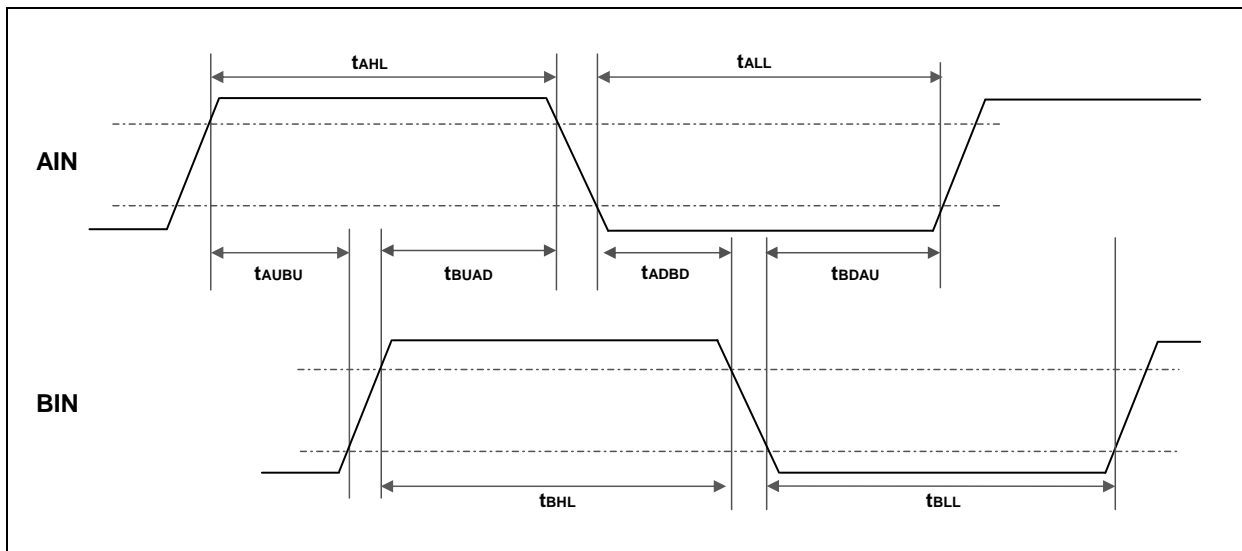 tAHL
tALL
AIN
tAUBU
tBUAD
tADBD
tBDAU
BIN
tBHL
tBLL